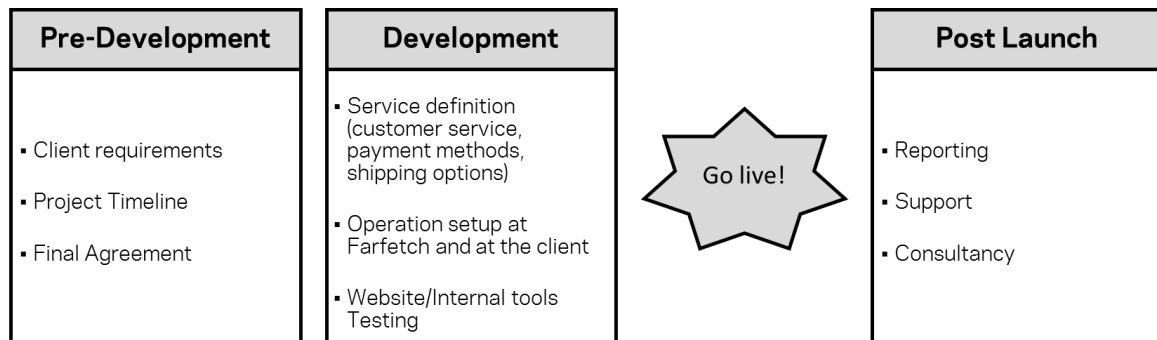 Pre-Development
▪ Client requirements
▪ Project Timeline
▪ Final Agreement
Development
▪ Service definition
(customer service,
payment methods,
shipping options)
▪ Operation setup at
Farfetch and at the client
▪ Website/Internal tools
Testing
Go live!
Post Launch
▪ Reporting
▪ Support
▪ Consultancy